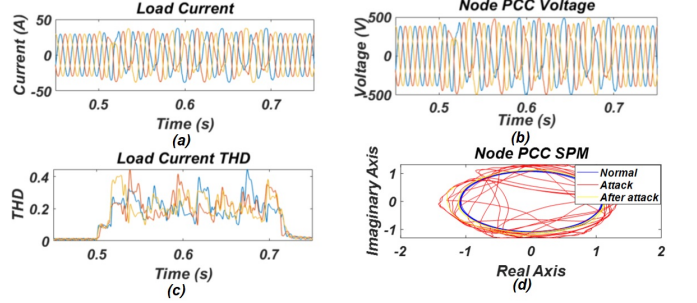 Load Current
Current (A)
50
0
-50
0.5
0.6
0.7
Time (s)
(a)
Node PCC Voltage
Voltage (V)
500
0
-500
0.5
0.6
0.7
Time (s)
(b)
Load Current THD
THD
0.4
0.2
0
0.5
0.6
0.7
Time (s)
(c)
Node PCC SPM
Imaginary Axis
1
0
-1
-2
-1
0
1
2
Real Axis
Normal
Attack
After attack
(d)